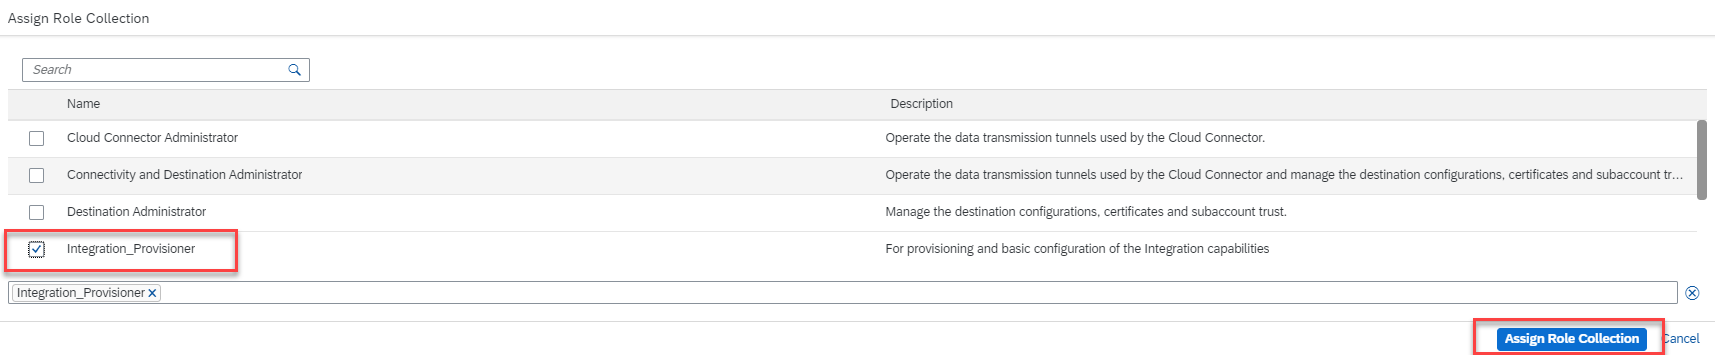 Assign Role Collection
Search
Name Description
Cloud Connector Administrator Operate the data transmission tunnels used by the Cloud Connector.
Connectivity and Destination Administrator Operate the data transmission tunnels used by the Cloud Connector and manage the destination configurations, certificates and subaccount tr...
Destination Administrator Manage the destination configurations, certificates and subaccount trust.
Integration_Provisioner For provisioning and basic configuration of the Integration capabilities
Integration_Provisioner
Assign Role Collection Cancel